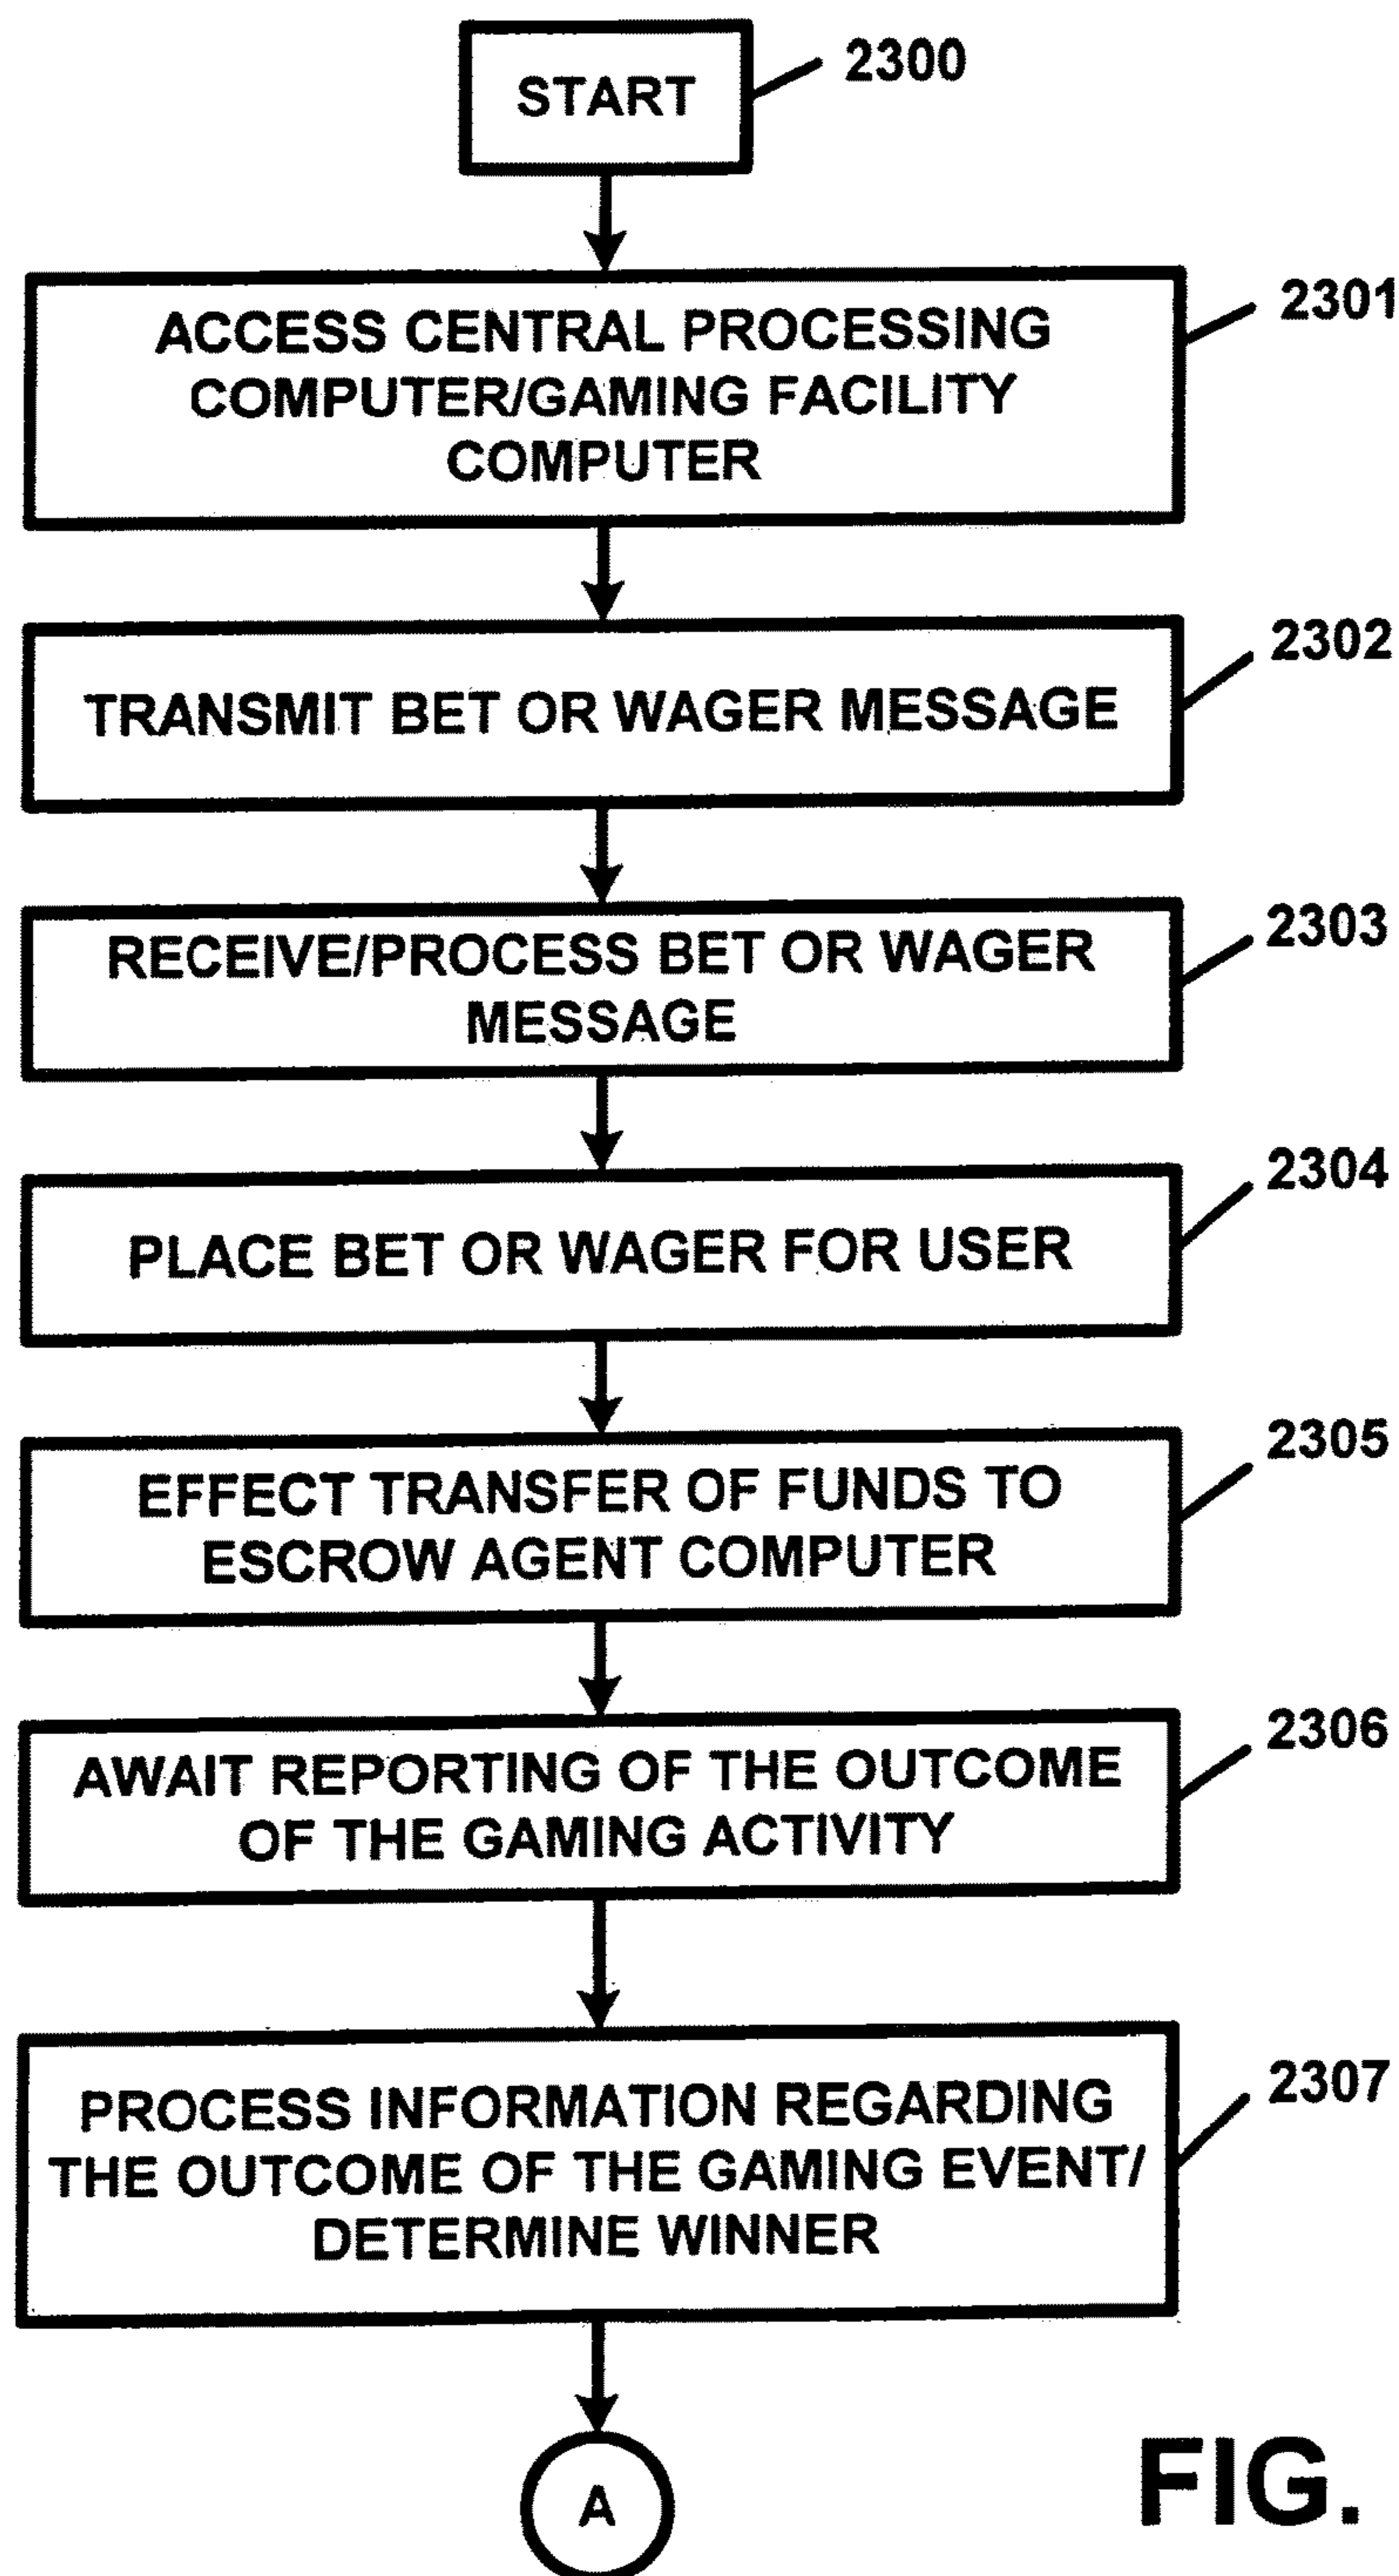 START
2300
ACCESS CENTRAL PROCESSING
COMPUTER/GAMING FACILITY
COMPUTER
2301
TRANSMIT BET OR WAGER MESSAGE
2302
RECEIVE/PROCESS BET OR WAGER
MESSAGE
2303
PLACE BET OR WAGER FOR USER
2304
EFFECT TRANSFER OF FUNDS TO
ESCROW AGENT COMPUTER
2305
AWAIT REPORTING OF THE OUTCOME
OF THE GAMING ACTIVITY
2306
PROCESS INFORMATION REGARDING
THE OUTCOME OF THE GAMING EVENT/
DETERMINE WINNER
2307
A
FIG.